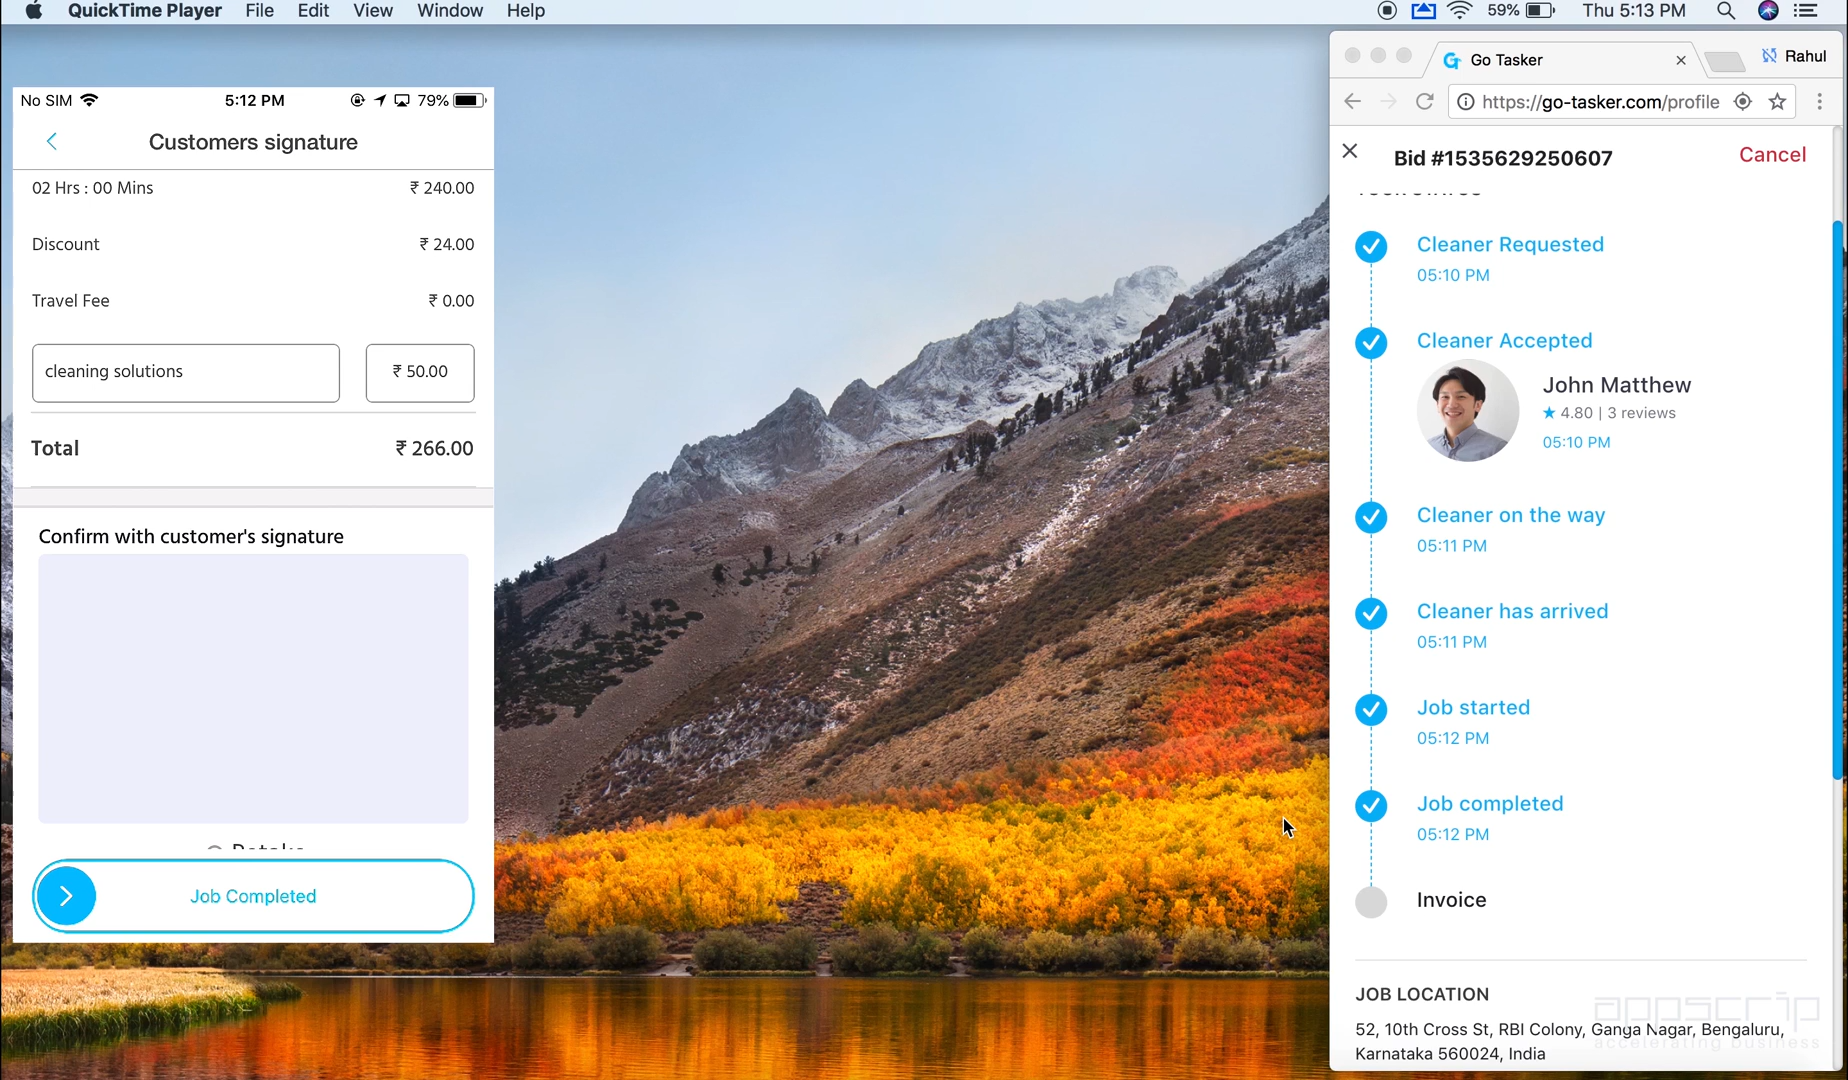 QuickTime Player File Edit View Window Help
59% Thu 5:13 PM
No SIM 5:12 PM 79%
Customers signature
02 Hrs : 00 Mins ₹ 240.00
Discount ₹ 24.00
Travel Fee ₹ 0.00
cleaning solutions ₹ 50.00
Total ₹ 266.00
Confirm with customer's signature
Job Completed
Go Tasker
Rahul
https://go-tasker.com/profile
Bid #1535629250607
Cancel
Cleaner Requested
05:10 PM
Cleaner Accepted
John Matthew
4.80 | 3 reviews
05:10 PM
Cleaner on the way
05:11 PM
Cleaner has arrived
05:11 PM
Job started
05:12 PM
Job completed
05:12 PM
Invoice
JOB LOCATION
52, 10th Cross St, RBI Colony, Ganga Nagar, Bengaluru,
Karnataka 560024, India
appscrip
accelerating business